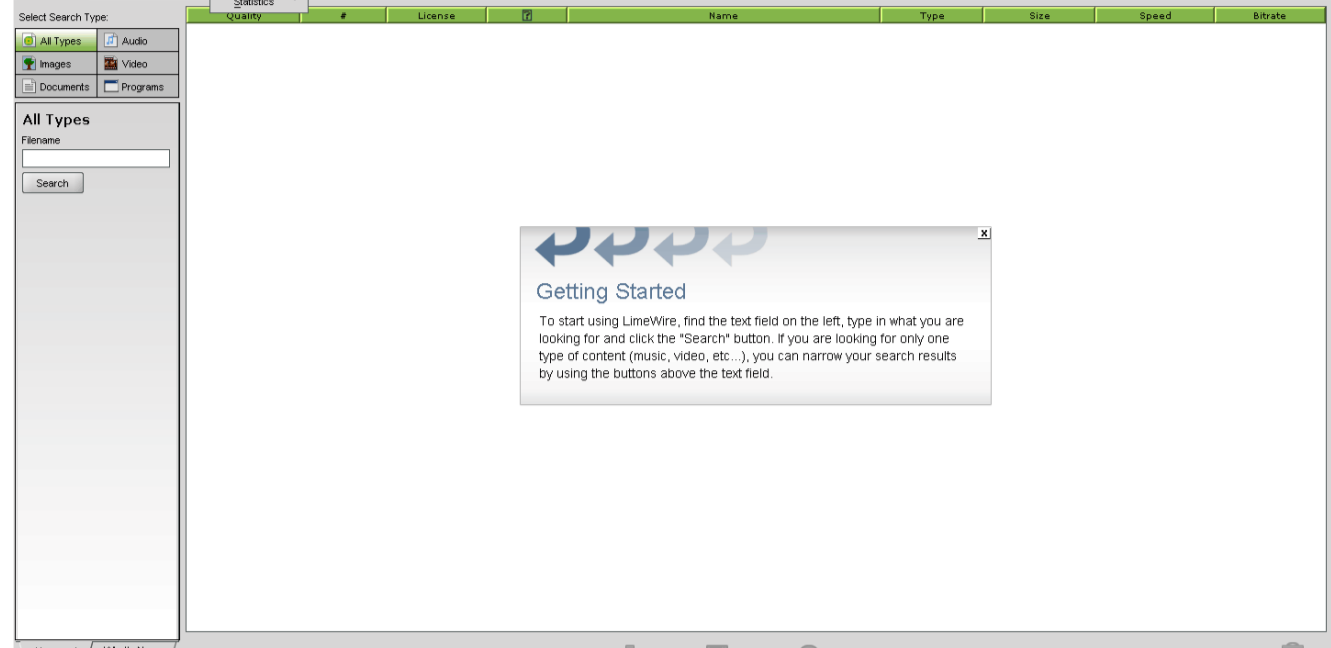 Statistics
Select Search Type:
Quality # License Name Type Size Speed Bitrate
All Types Audio
Images Video
Documents Programs
All Types
Filename
Search
x
Getting Started
To start using LimeWire, find the text field on the left, type in what you are
looking for and click the "Search" button. If you are looking for only one
type of content (music, video, etc...), you can narrow your search results
by using the buttons above the text field.